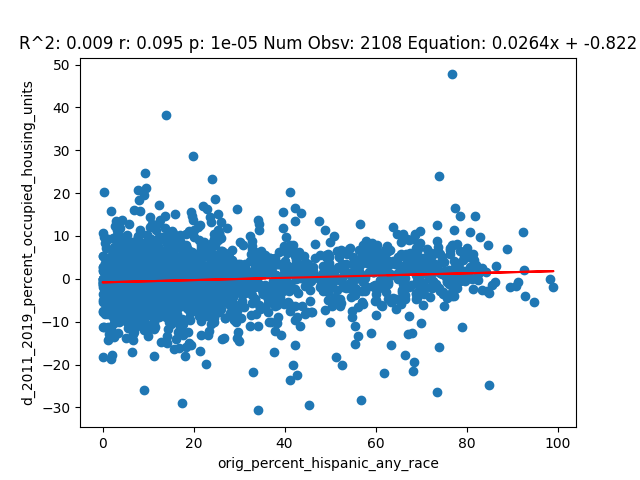 R^2: 0.009 r: 0.095 p: 1e-05 Num Obsv: 2108 Equation: 0.0264x + -0.822
d_2011_2019_percent_occupied_housing_units
50
40
30
20
10
0
−10
−20
−30
0 20 40 60 80 100
orig_percent_hispanic_any_race